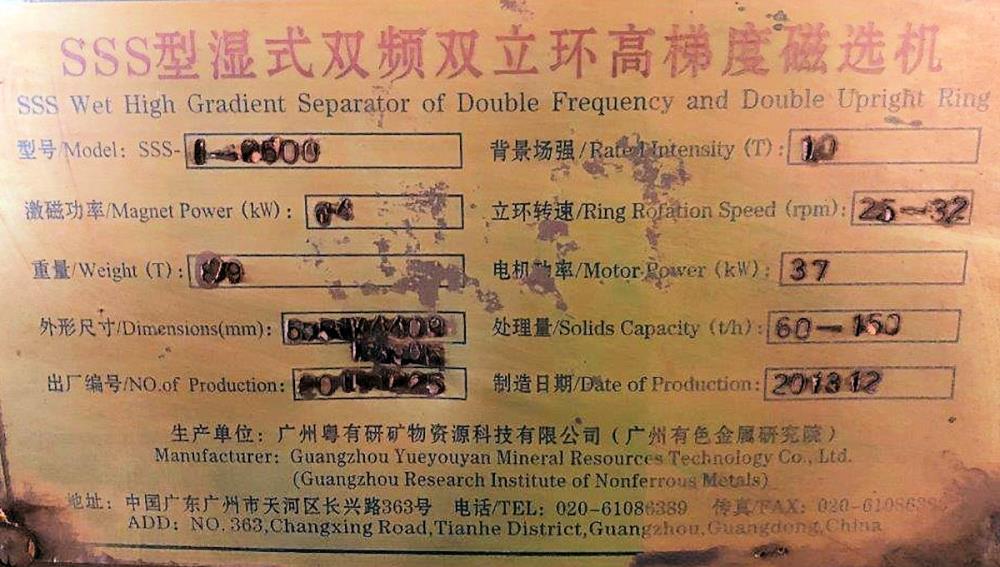 SSS型湿式双频双立环高梯度磁选机
SSS Wet High Gradient Separator of Double Frequency and Double Upright Ring
型号/Model: SSS- 背景场强/Rated Intensity (T): 10
激磁功率/Magnet Power (kW): 立环转速/Ring Rotation Speed (rpm): 25-32
重量/Weight (T): 电机功率/Motor Power (kW): 37
外形尺寸/Dimensions(mm): 处理量/Solids Capacity (t/h): 60-150
出厂编号/NO.of Production: 制造日期/Date of Production: 201312
生产单位: 广州粤有研矿物资源科技有限公司 (广州有色金属研究院)
Manufacturer: Guangzhou Yueyouyan Mineral Resources Technology Co., Ltd.
(Guangzhou Research Institute of Nonferrous Metals)
地址: 中国广东广州市天河区长兴路363号 电话/TEL: 020-61086389 传真/FAX:
ADD: NO.363,Changxing Road,Tianhe District,Guangzhou,Guangdong,China